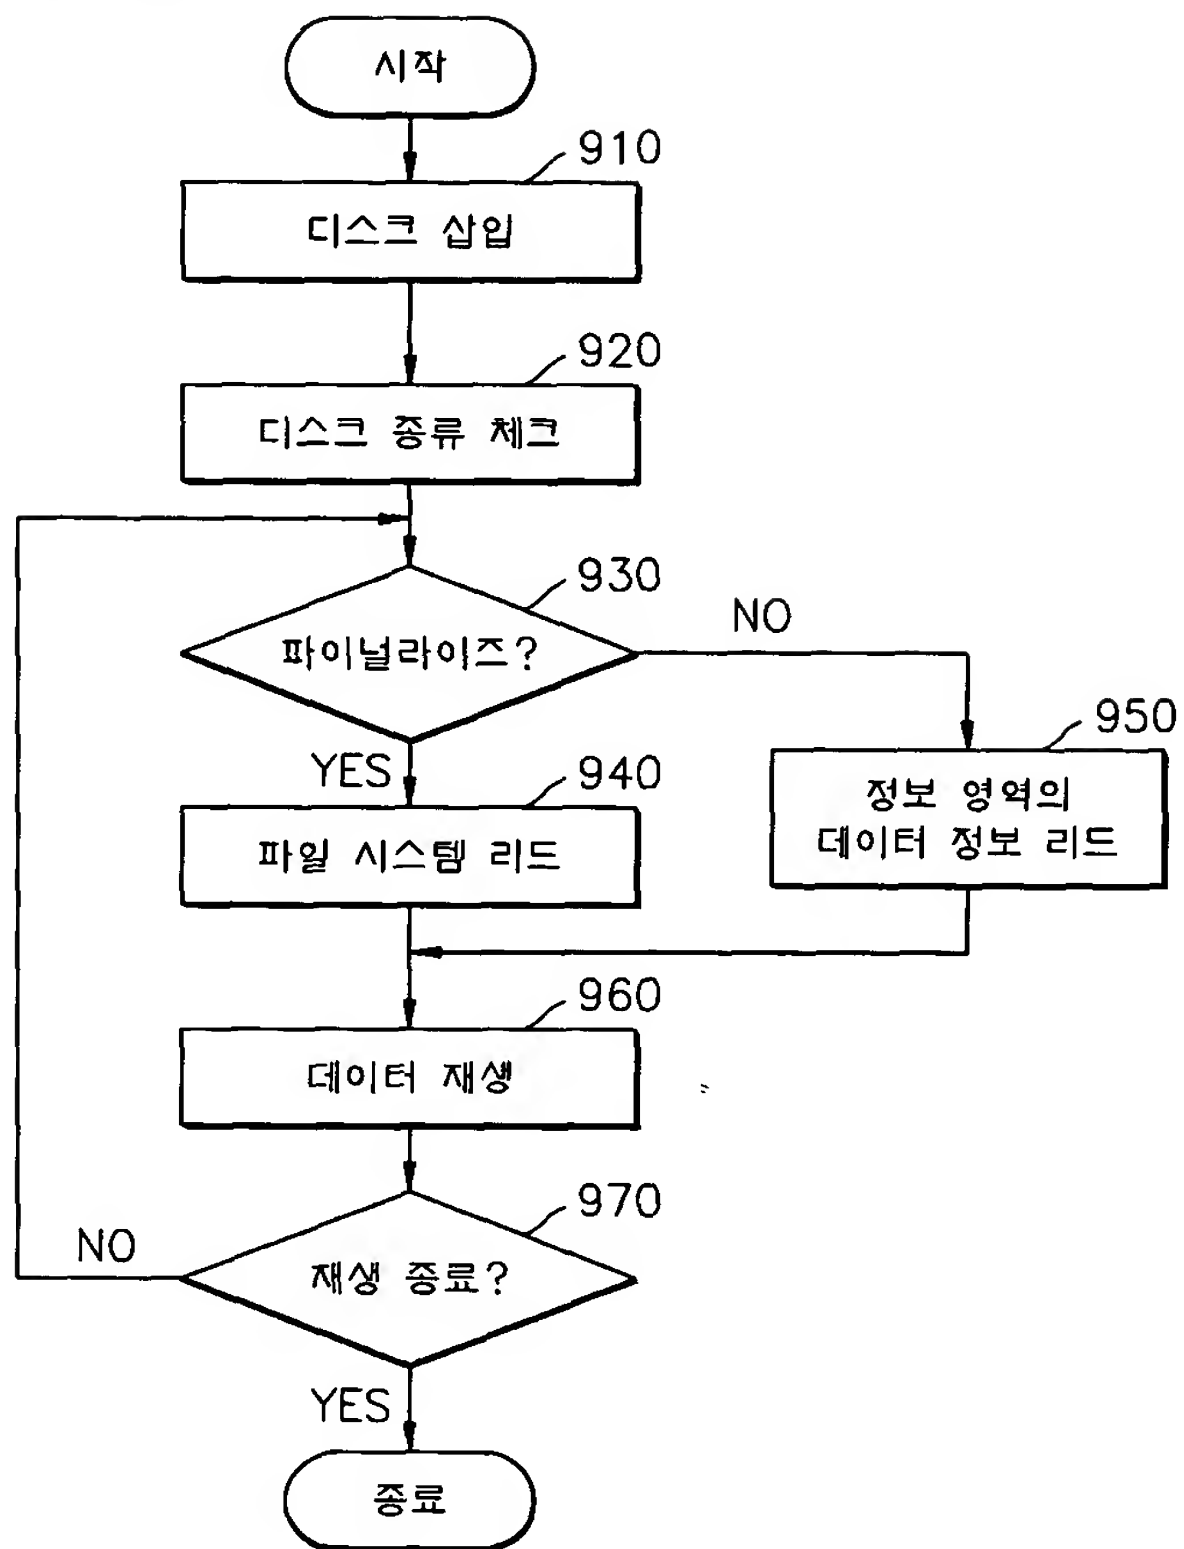 시작
910
디스크 삽입
920
디스크 종류 체크
930
파이널라이즈?
NO
YES
940
파일 시스템 리드
950
정보 영역의
데이터 정보 리드
960
데이터 재생
970
재생 종료?
NO
YES
종료